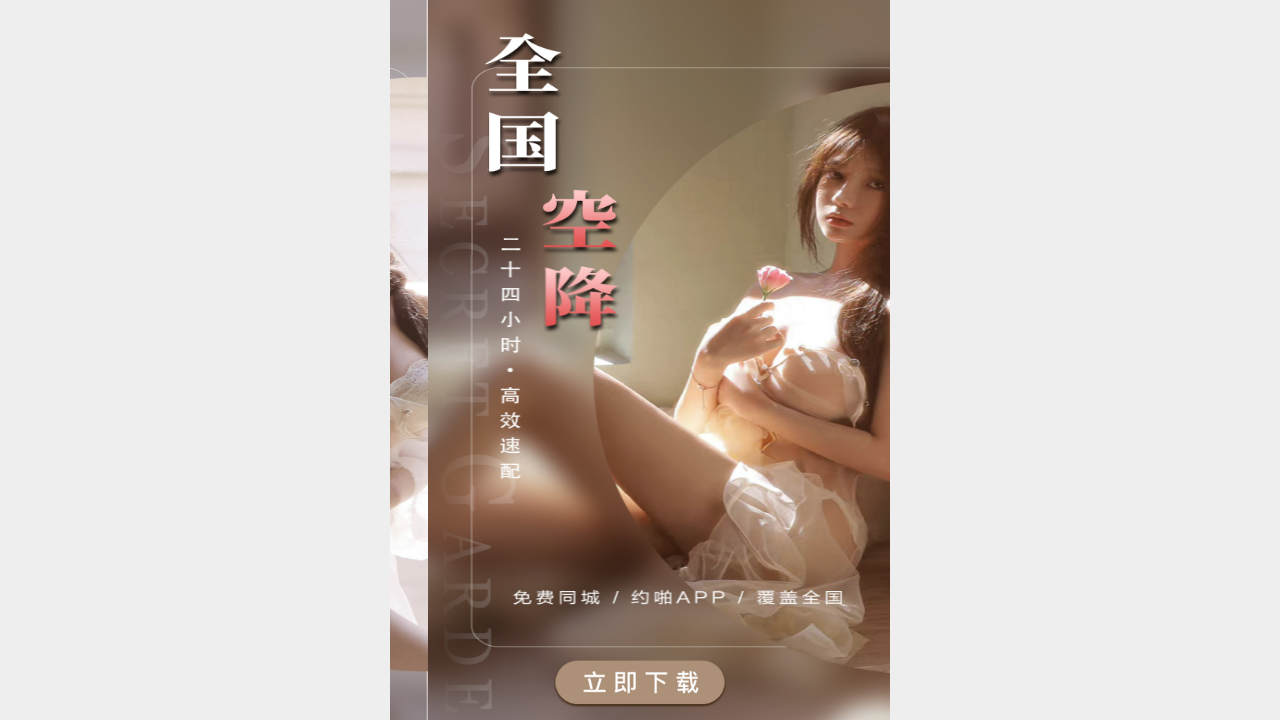 全国
空降
二十四小时·高效速配
SECRET GARDE
免费同城 / 约啪APP / 覆盖全国
立即下载